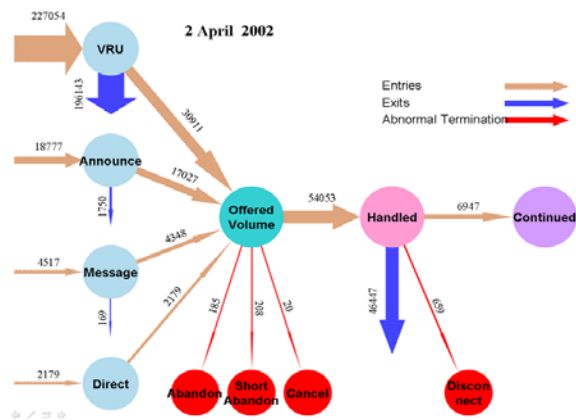 2 April 2002
227054
VRU
196143
30911
Entries
Exits
Abnormal Termination
18777
Announce
17027
1750
Offered
Volume
54053
Handled
6947
Continued
4517
Message
4348
169
2179
2179
Direct
185
208
20
46447
659
Abandon
Short
Abandon
Cancel
Discon
nect